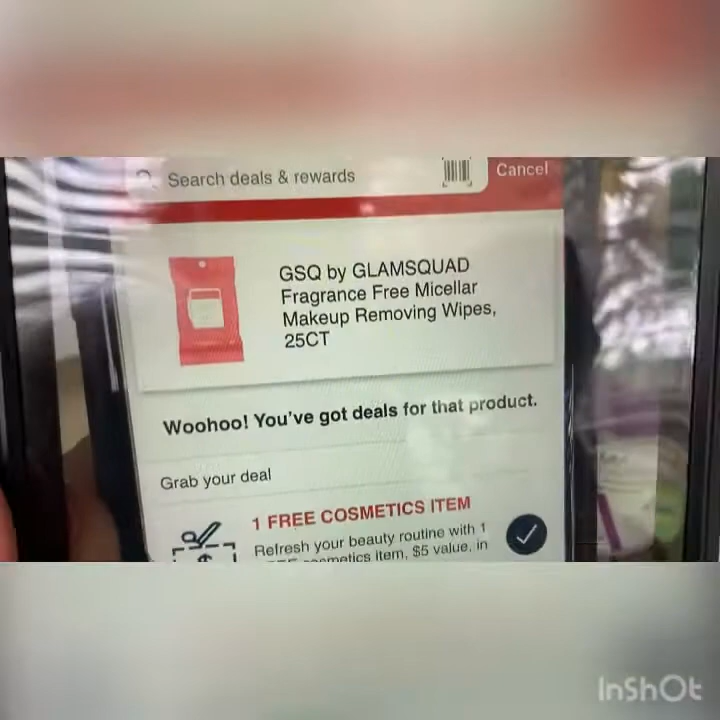 Search deals & rewards
Cancel
GSQ by GLAMSQUAD
Fragrance Free Micellar
Makeup Removing Wipes,
25CT
Woohoo! You've got deals for that product.
Grab your deal
1 FREE COSMETICS ITEM
Refresh your beauty routine with 1
cosmetics item, $5 value, in
InShOt